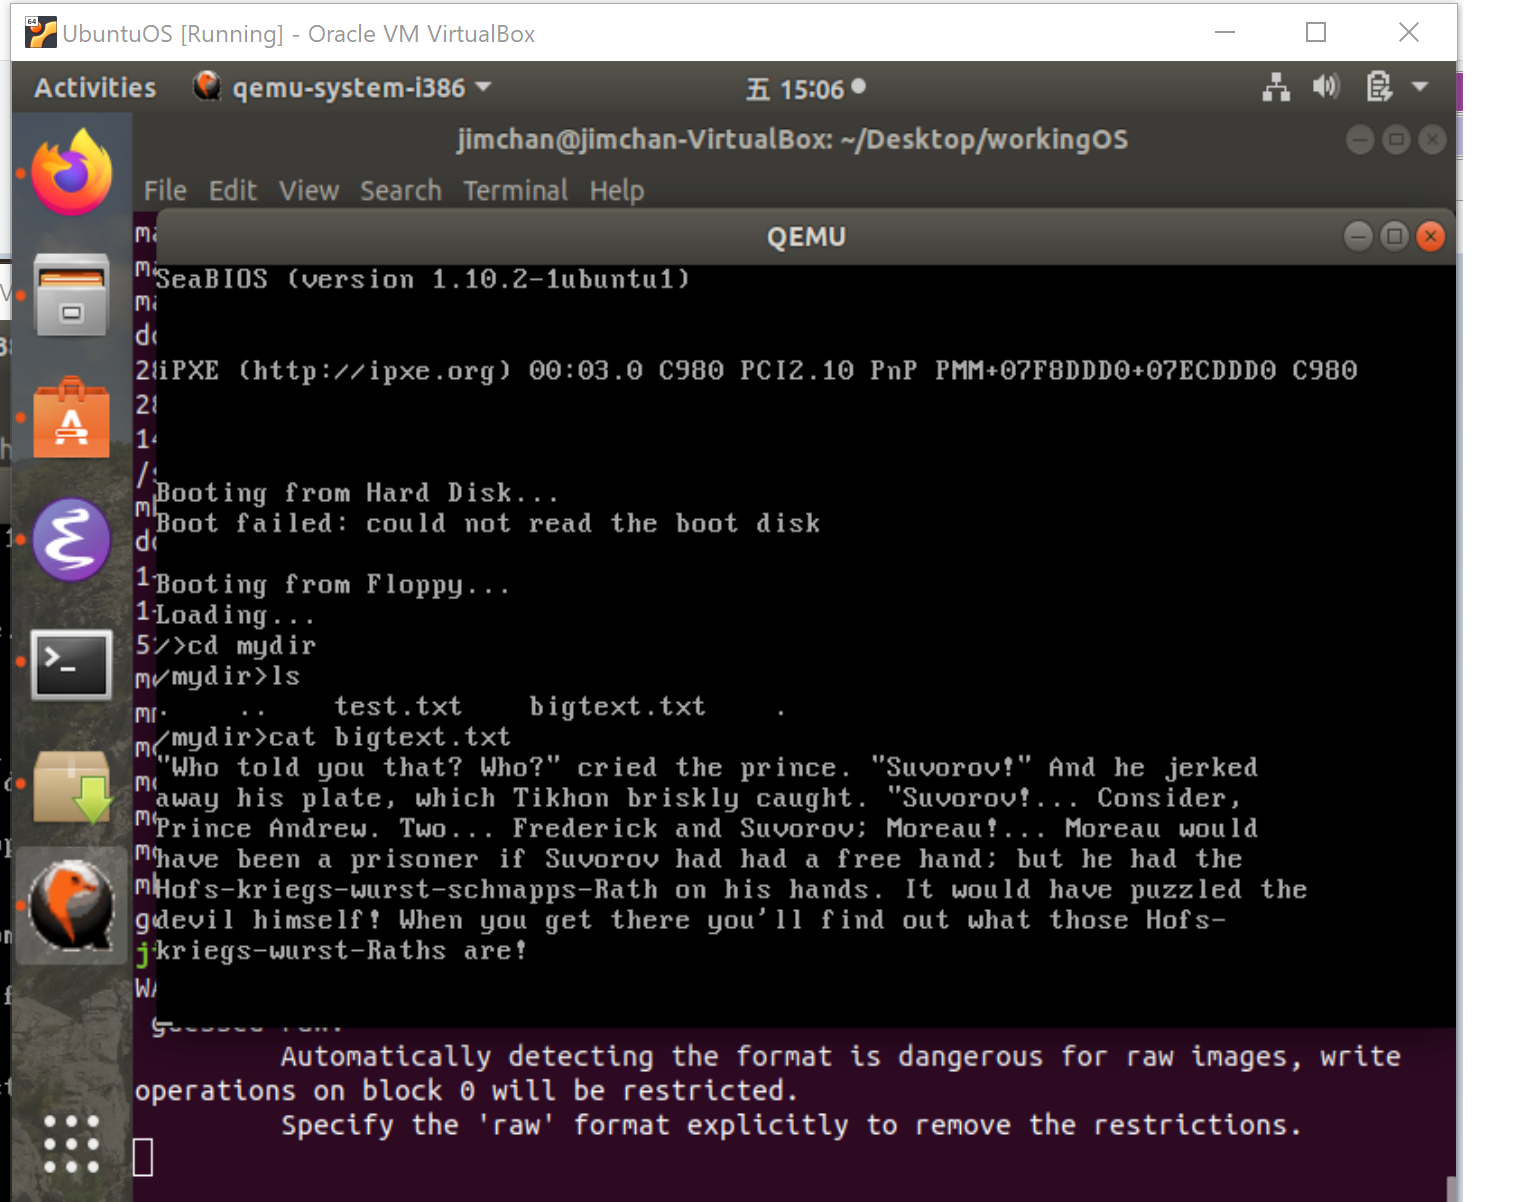 UbuntuOS [Running] - Oracle VM VirtualBox
Activities qemu-system-i386 五 15:06
jimchan@jimchan-VirtualBox: ~/Desktop/workingOS
File Edit View Search Terminal Help
QEMU
SeaBIOS (version 1.10.2-1ubuntu1)
iPXE (http://ipxe.org) 00:03.0 C980 PCI2.10 PnP PMM+07F8DDD0+07ECDDD0 C980
Booting from Hard Disk...
Boot failed: could not read the boot disk
Booting from Floppy...
Loading...
/>cd mydir
/mydir>ls
. .. test.txt bigtext.txt .
/mydir>cat bigtext.txt
"Who told you that? Who?" cried the prince. "Suvorov!" And he jerked
away his plate, which Tikhon briskly caught. "Suvorov!... Consider,
Prince Andrew. Two... Frederick and Suvorov; Moreau!... Moreau would
have been a prisoner if Suvorov had had a free hand; but he had the
Hofs-kriegs-wurst-schnapps-Rath on his hands. It would have puzzled the
devil himself! When you get there you'll find out what those Hofs-
kriegs-wurst-Raths are!
Automatically detecting the format is dangerous for raw images, write
operations on block 0 will be restricted.
Specify the 'raw' format explicitly to remove the restrictions.